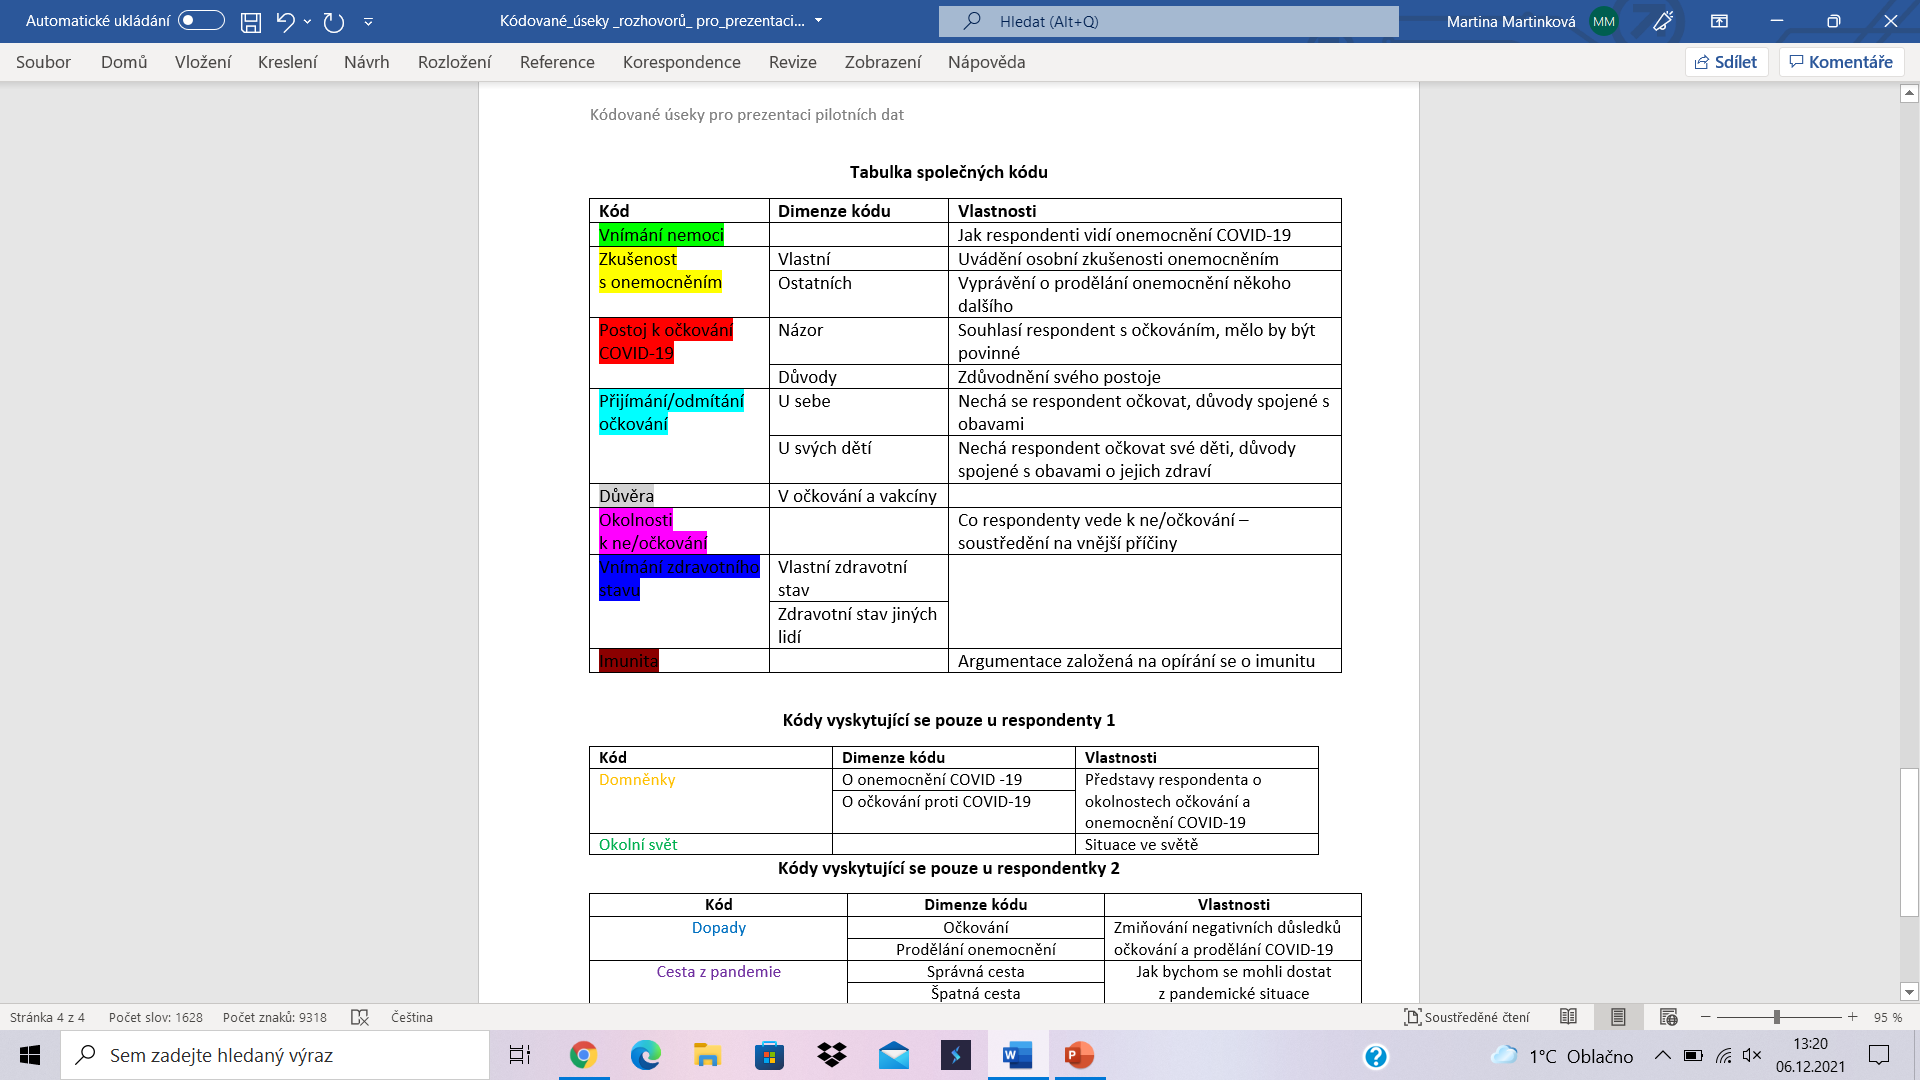 Automatické ukládání
Kódované_úseky _rozhovorů_ pro_prezentaci...
Hledat (Alt+Q)
Martina Martinková
MM
Soubor Domů Vložení Kreslení Návrh Rozložení Reference Korespondence Revize Zobrazení Nápověda
Sdílet
Komentáře
Kódované úseky pro prezentaci pilotních dat
Tabulka společných kódu
Kód Dimenze kódu Vlastnosti
Vnímání nemoci Jak respondenti vidí onemocnění COVID-19
Zkušenost Vlastní Uvádění osobní zkušenosti onemocněním
s onemocněním Ostatních Vyprávění o prodělání onemocnění někoho
dalšího
Postoj k očkování Názor Souhlasí respondent s očkováním, mělo by být
COVID-19 povinné
Důvody Zdůvodnění svého postoje
Přijímání/odmítání U sebe Nechá se respondent očkovat, důvody spojené s
očkování obavami
U svých dětí Nechá respondent očkovat své děti, důvody
spojené s obavami o jejich zdraví
Důvěra V očkování a vakcíny
Okolnosti Co respondenty vede k ne/očkování –
k ne/očkování soustředění na vnější příčiny
Vnímání zdravotního Vlastní zdravotní
stavu stav
Zdravotní stav jiných
lidí
Imunita Argumentace založená na opírání se o imunitu
Kódy vyskytující se pouze u respondenty 1
Kód Dimenze kódu Vlastnosti
Domněnky O onemocnění COVID -19 Představy respondenta o
O očkování proti COVID-19 okolnostech očkování a
onemocnění COVID-19
Okolní svět Situace ve světě
Kódy vyskytující se pouze u respondentky 2
Kód Dimenze kódu Vlastnosti
Dopady Očkování Zmiňování negativních důsledků
Prodělání onemocnění očkování a prodělání COVID-19
Cesta z pandemie Správná cesta Jak bychom se mohli dostat
Špatná cesta z pandemické situace
Stránka 4 z 4 Počet slov: 1628 Počet znaků: 9318 Čeština
Soustředěné čtení
95 %
Sem zadejte hledaný výraz
1°C Oblačno
13:20
06.12.2021